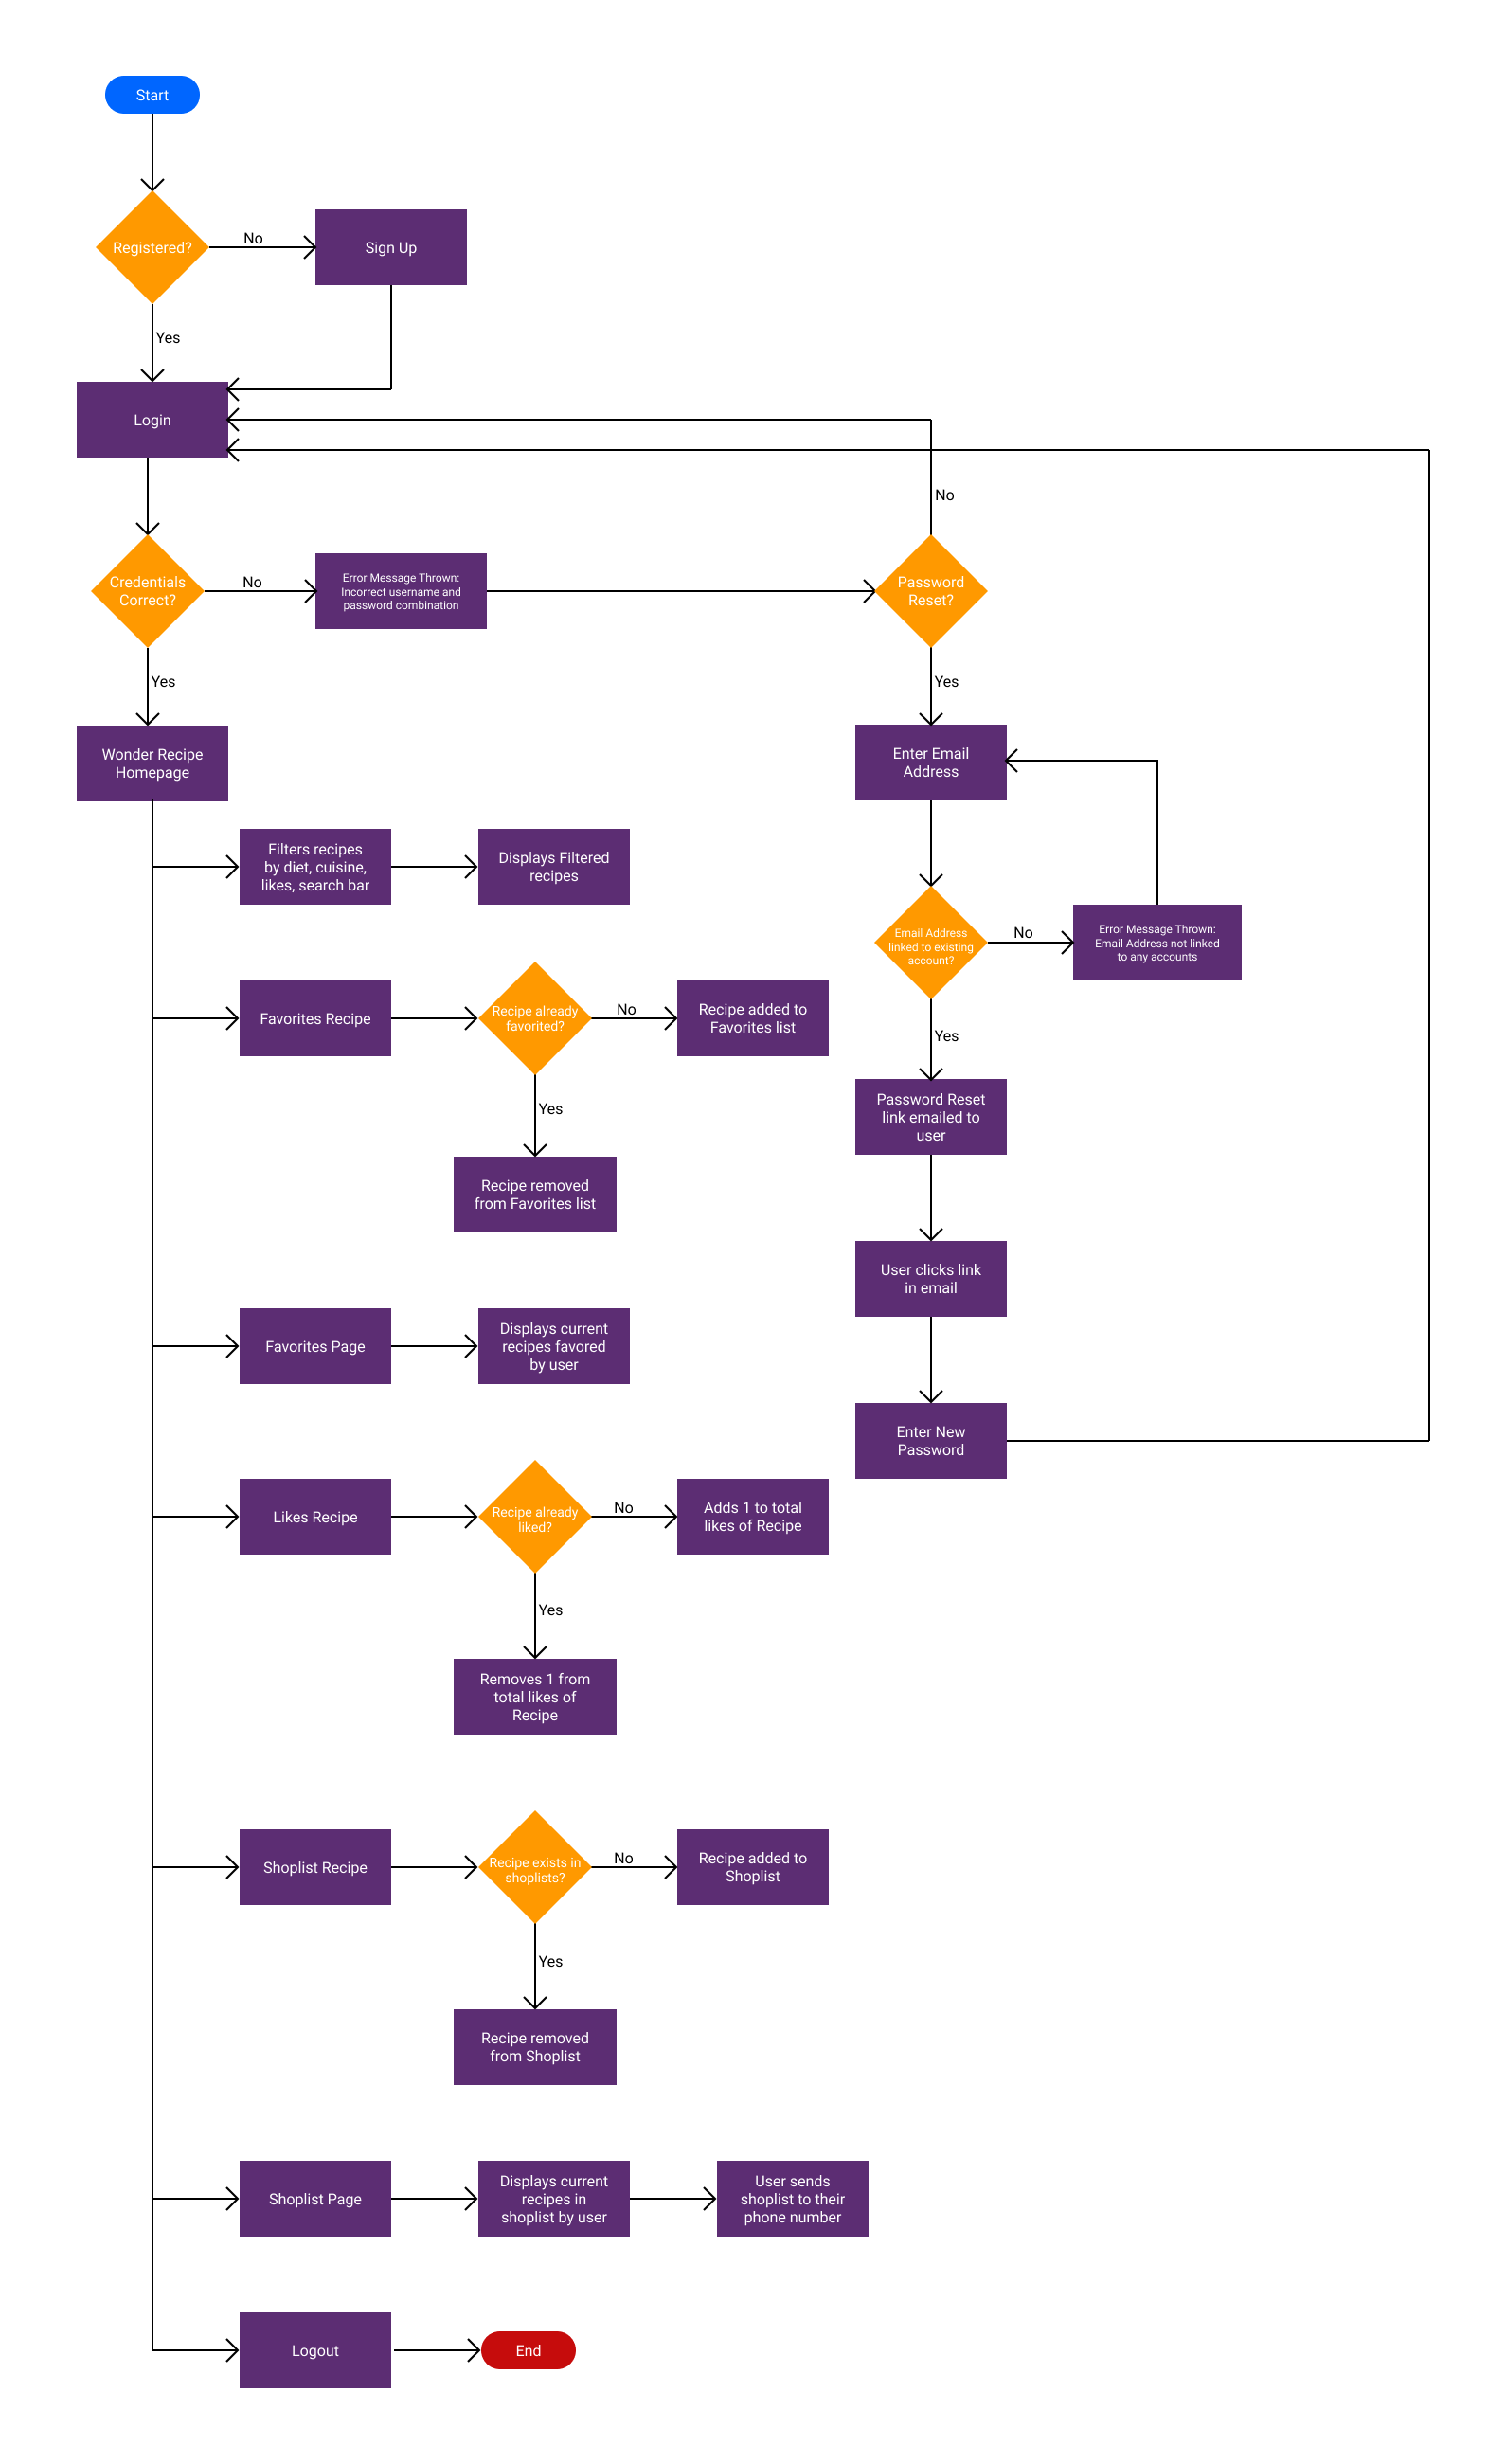 Start
Registered?
No
Sign Up
Yes
Login
No
Credentials
Correct?
No
Error Message Thrown:
Incorrect username and
password combination
Password
Reset?
Yes
Yes
Wonder Recipe
Homepage
Enter Email
Address
Filters recipes
by diet, cuisine,
likes, search bar
Displays Filtered
recipes
Email Address
linked to existing
account?
No
Error Message Thrown:
Email Address not linked
to any accounts
Favorites Recipe
Recipe already
favorited?
No
Recipe added to
Favorites list
Yes
Yes
Password Reset
link emailed to
user
Recipe removed
from Favorites list
User clicks link
in email
Favorites Page
Displays current
recipes favored
by user
Enter New
Password
Likes Recipe
Recipe already
liked?
No
Adds 1 to total
likes of Recipe
Yes
Removes 1 from
total likes of
Recipe
Shoplist Recipe
Recipe exists in
shoplists?
No
Recipe added to
Shoplist
Yes
Recipe removed
from Shoplist
Shoplist Page
Displays current
recipes in
shoplist by user
User sends
shoplist to their
phone number
Logout
End